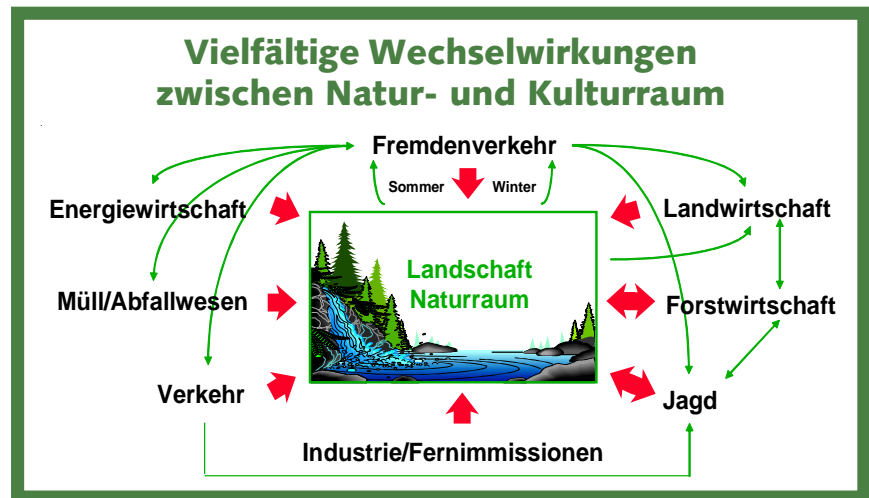 Vielfältige Wechselwirkungen
zwischen Natur- und Kulturraum
Fremdenverkehr
Sommer
Winter
Energiewirtschaft
Landwirtschaft
Landschaft
Naturraum
Müll/Abfallwesen
Forstwirtschaft
Verkehr
Jagd
Industrie/Fernimmissionen